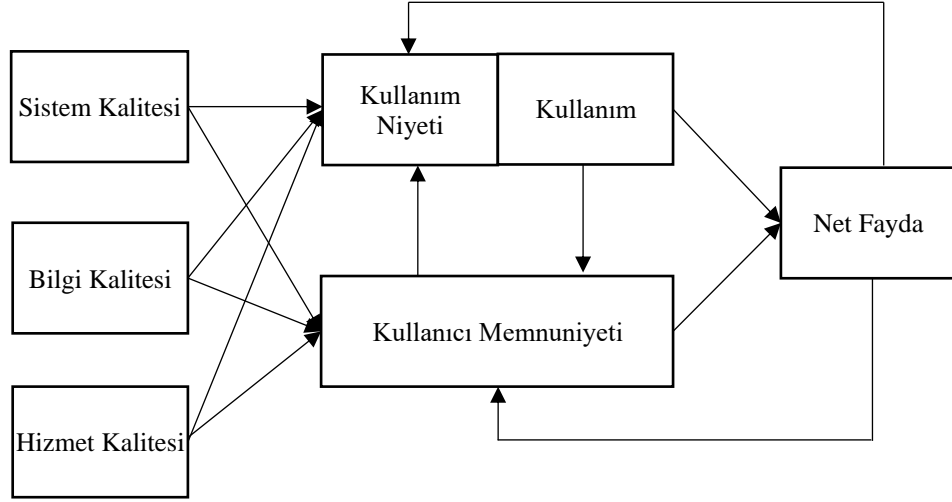 Sistem Kalitesi
Kullanım
Niyeti
Kullanım
Bilgi Kalitesi
Net Fayda
Kullanıcı Memnuniyeti
Hizmet Kalitesi